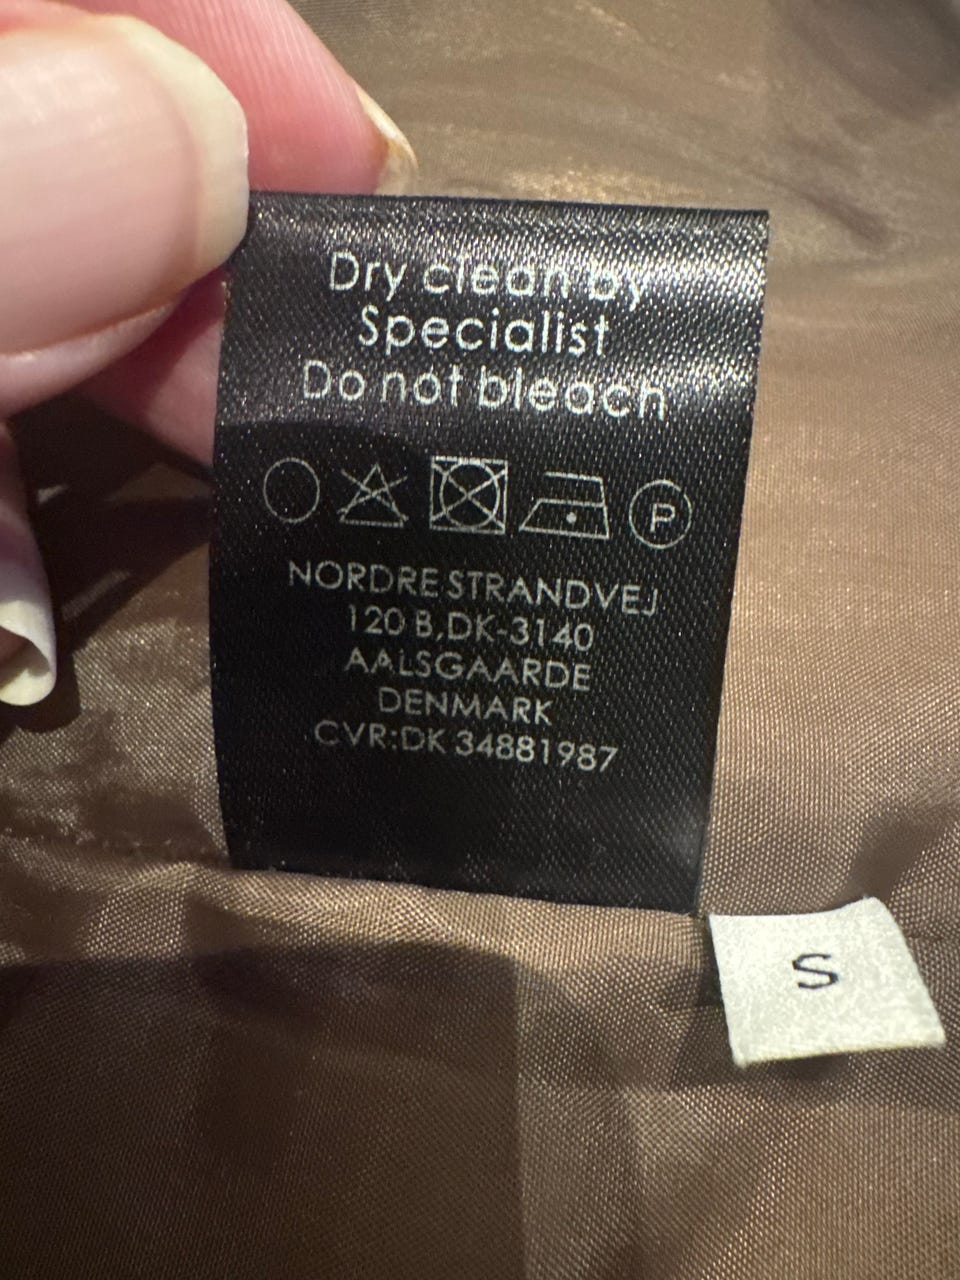 Dry clean by
Specialist
Do not bleach
P
NORDRE STRANDVEJ
120 B,DK-3140
AALSGAARDE
DENMARK
CVR:DK 34881987
S